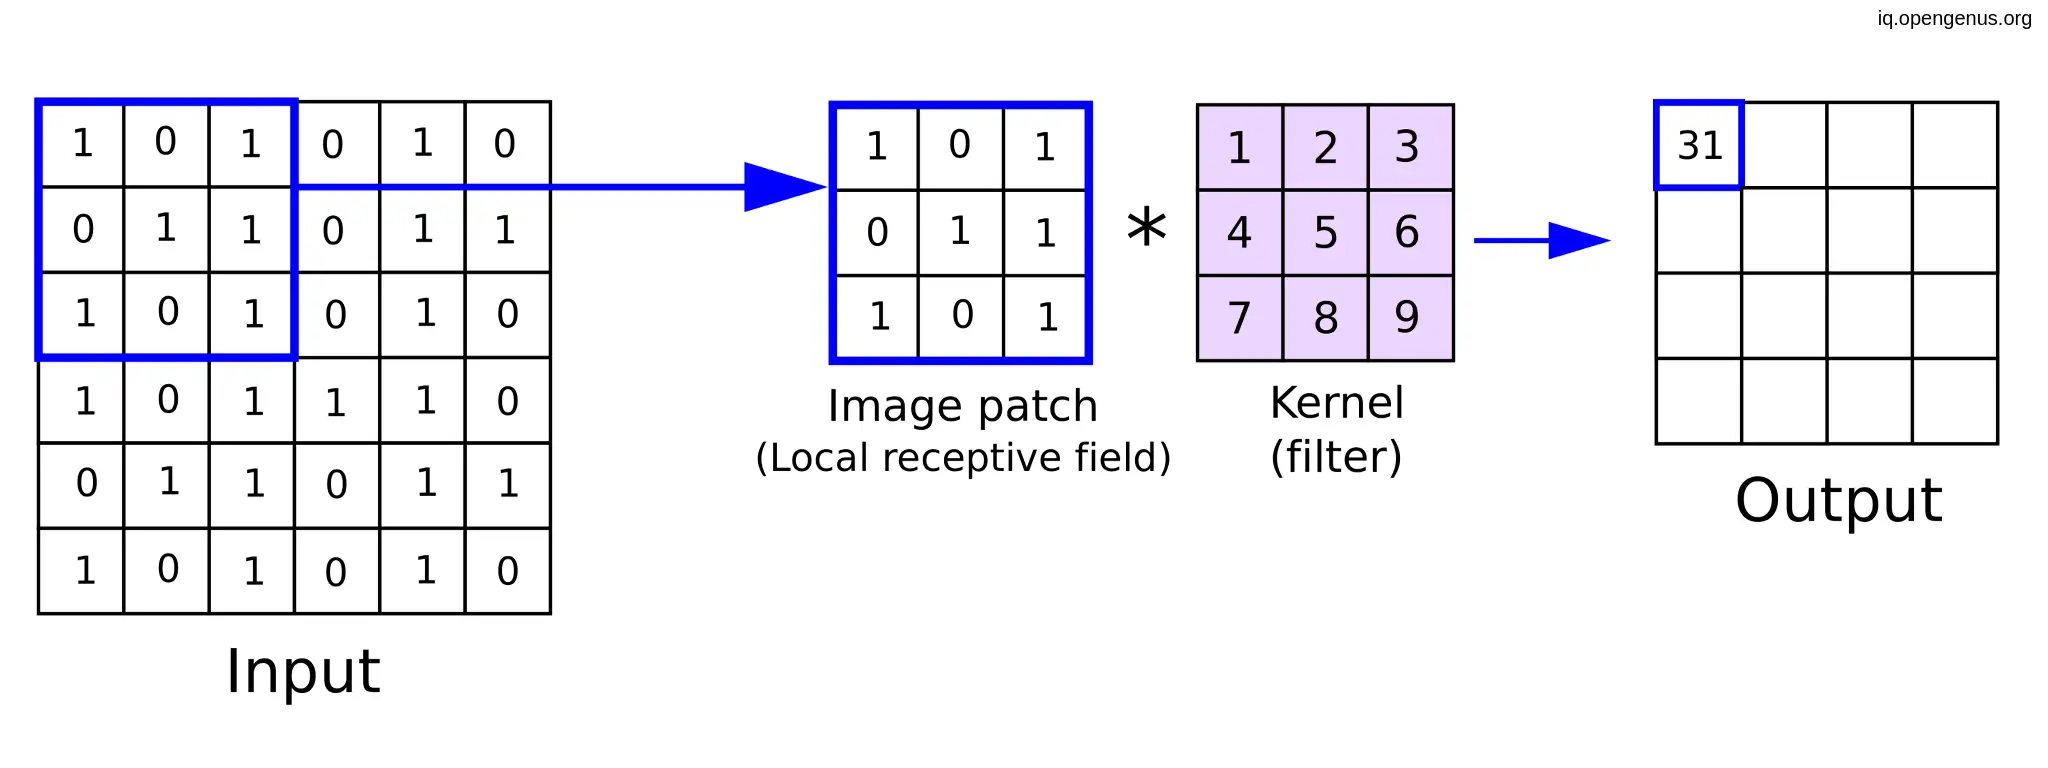 iq.opengenus.org
1 0 1 0 1 0
0 1 1 0 1 1
1 0 1 0 1 0
1 0 1 1 1 0
0 1 1 0 1 1
1 0 1 0 1 0
Input
1 0 1
0 1 1
1 0 1
Image patch
(Local receptive field)
*
1 2 3
4 5 6
7 8 9
Kernel
(filter)
31
Output